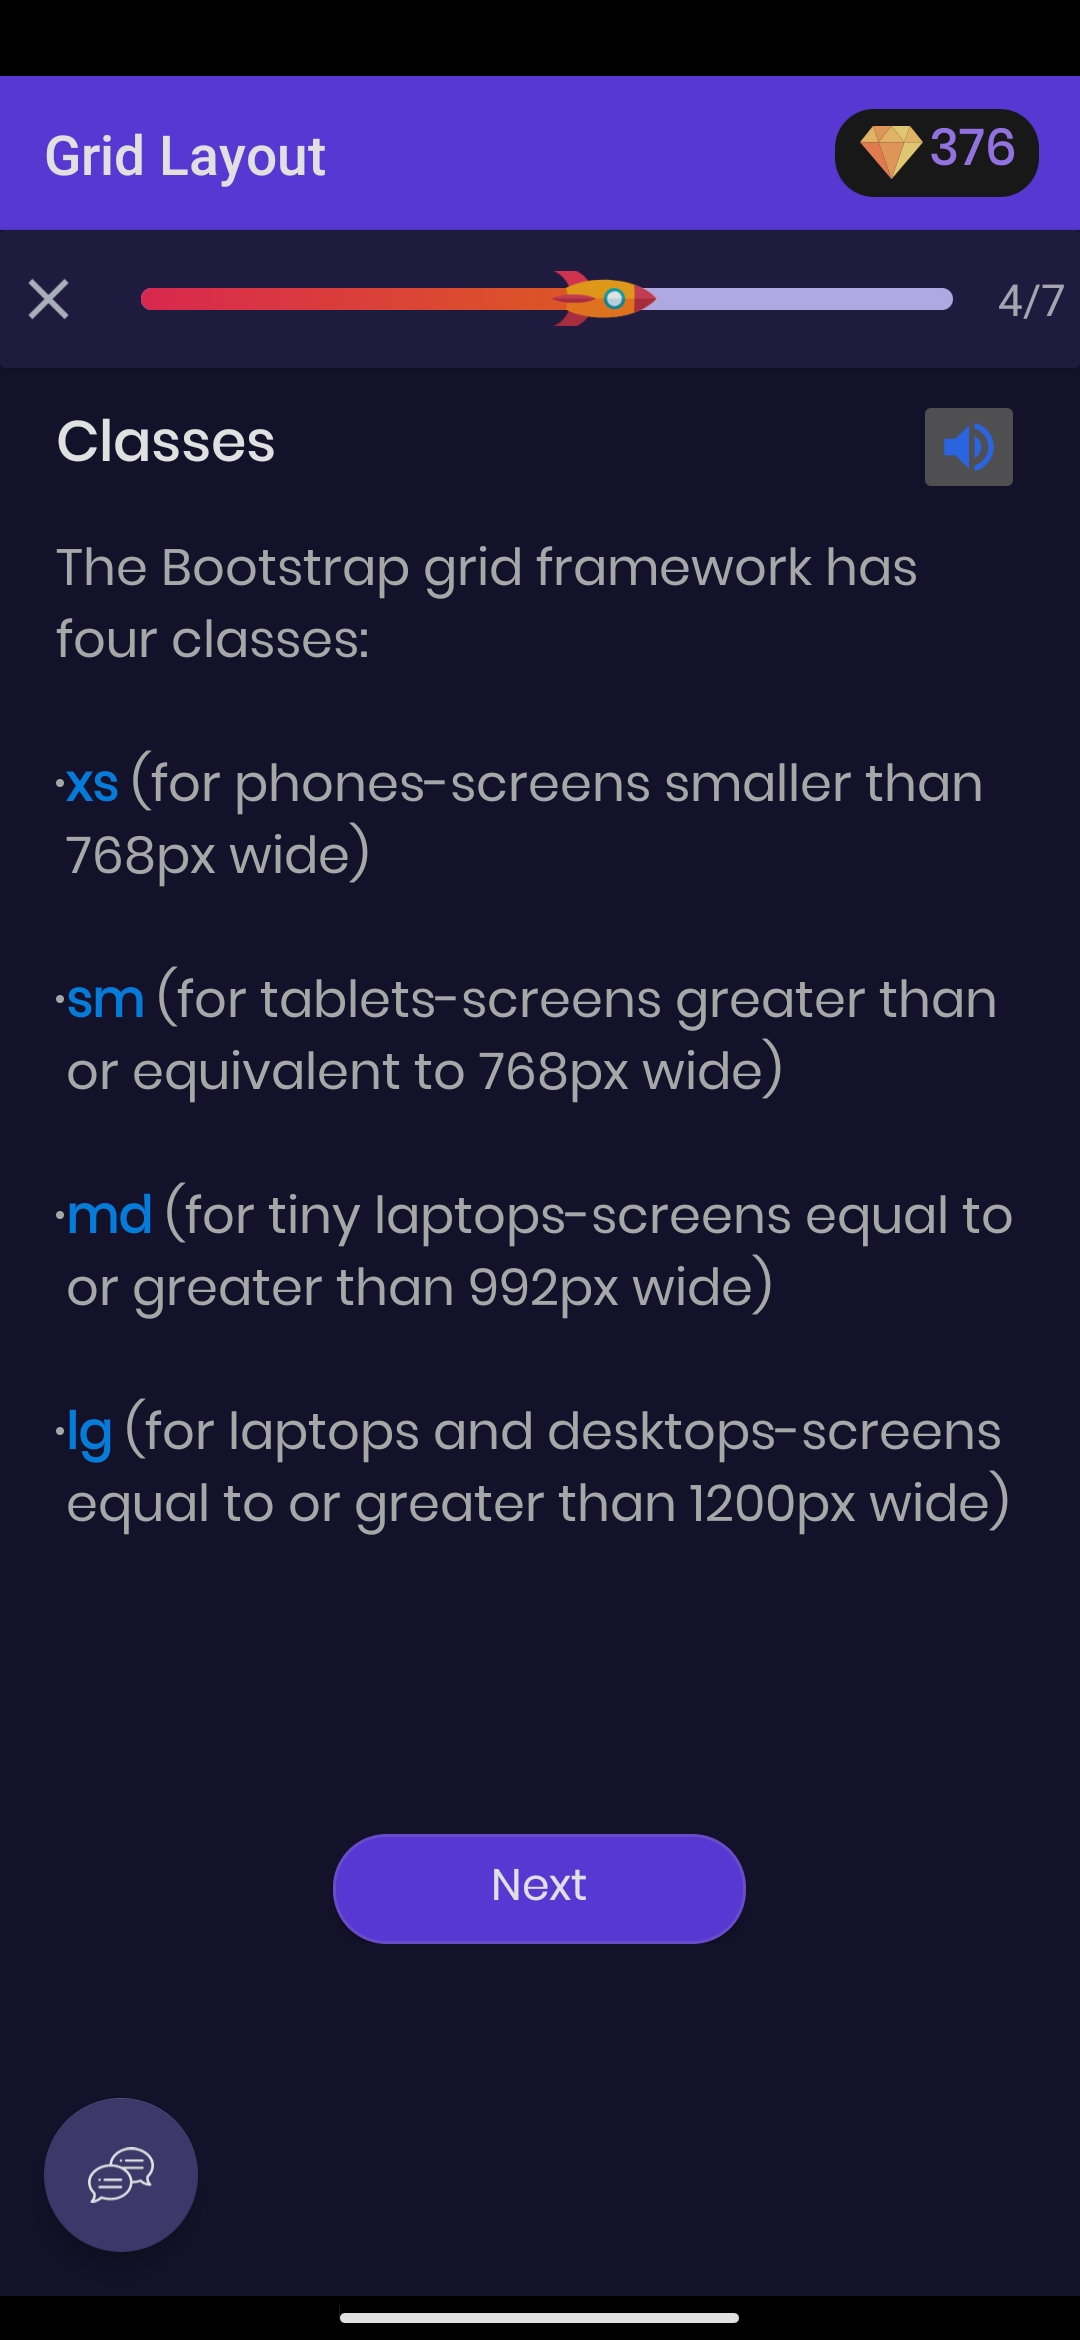 Grid Layout
376
4/7
Classes
The Bootstrap grid framework has
four classes:
·xs (for phones-screens smaller than
768px wide)
·sm (for tablets-screens greater than
or equivalent to 768px wide)
·md (for tiny laptops-screens equal to
or greater than 992px wide)
·lg (for laptops and desktops-screens
equal to or greater than 1200px wide)
Next